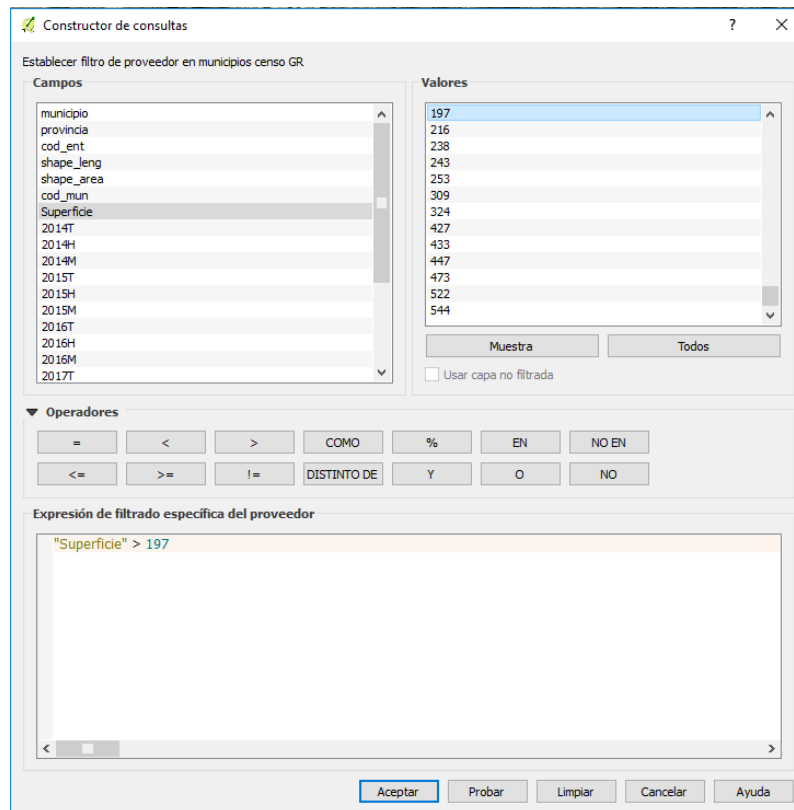 Constructor de consultas
?
Establecer filtro de proveedor en municipios censo GR
Campos
municipio
provincia
cod_ent
shape_leng
shape_area
cod_mun
Superficie
2014T
2014H
2014M
2015T
2015H
2015M
2016T
2016H
2016M
2017T
Valores
197
216
238
243
253
309
324
427
433
447
473
522
544
Muestra Todos
Usar capa no filtrada
Operadores
= < > COMO % EN NO EN
<= >= != DISTINTO DE Y O NO
Expresión de filtrado específica del proveedor
"Superficie" > 197
Aceptar Probar Limpiar Cancelar Ayuda